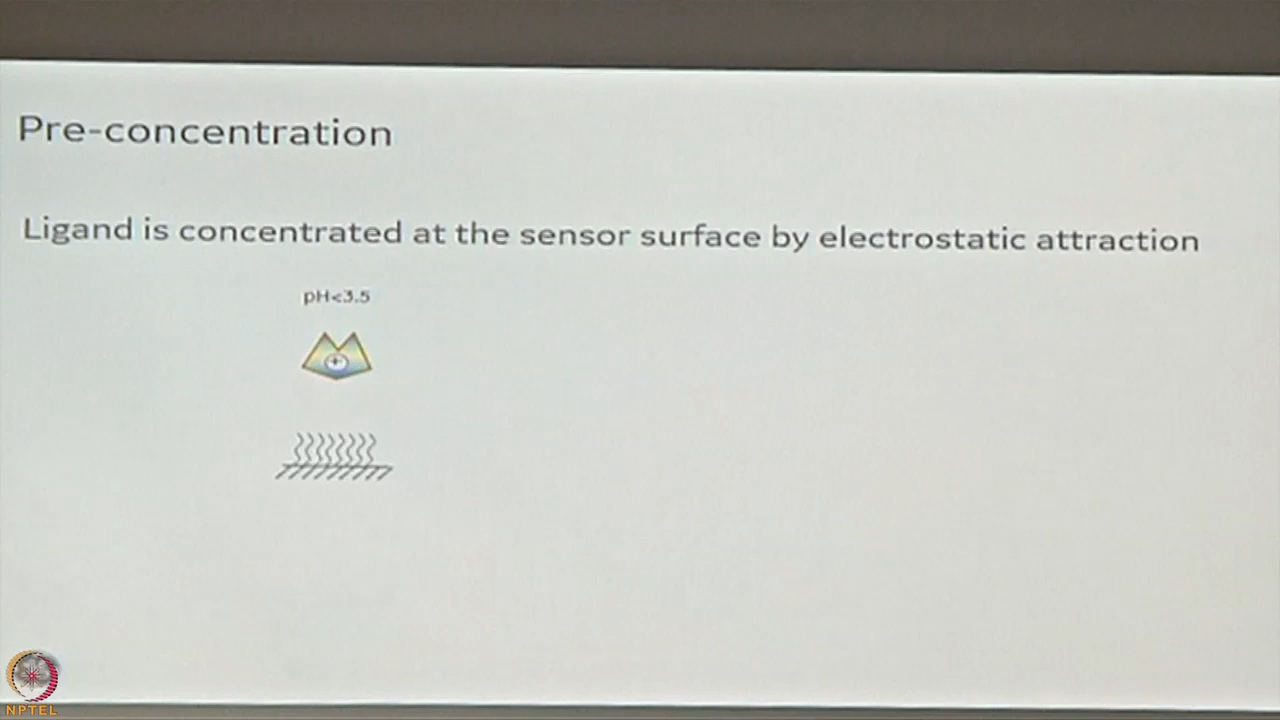 Pre-concentration
Ligand is concentrated at the sensor surface by electrostatic attraction
pH<3.5
+
NPTEL